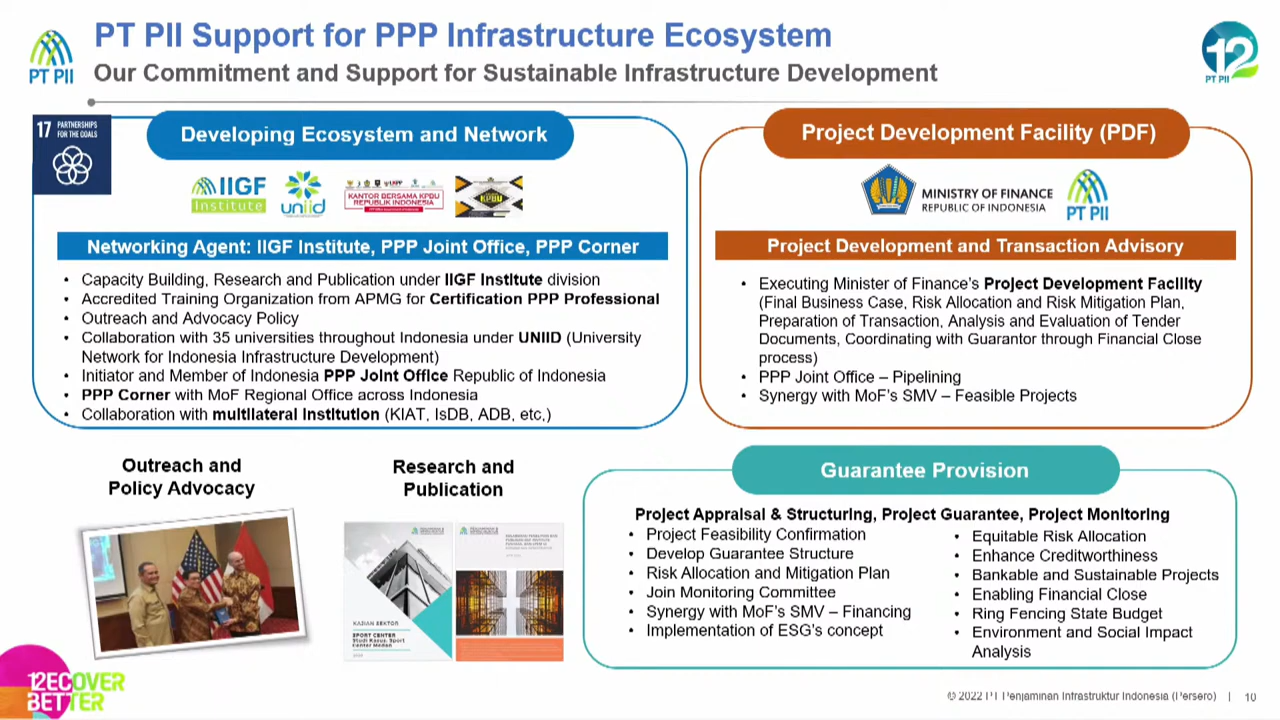 PT PII Support for PPP Infrastructure Ecosystem
Our Commitment and Support for Sustainable Infrastructure Development
PT PII
12
PT PII
17 PARTNERSHIPS
FOR THE GOALS
Developing Ecosystem and Network
IIGF
Institute
uniid
KANTOR BERSAMA KPBU
REPUBLIK INDONESIA
KPBU
Networking Agent: IIGF Institute, PPP Joint Office, PPP Corner
• Capacity Building, Research and Publication under IIGF Institute division
• Accredited Training Organization from APMG for Certification PPP Professional
• Outreach and Advocacy Policy
• Collaboration with 35 universities throughout Indonesia under UNIID (University
Network for Indonesia Infrastructure Development)
• Initiator and Member of Indonesia PPP Joint Office Republic of Indonesia
• PPP Corner with MoF Regional Office across Indonesia
• Collaboration with multilateral institution (KIAT, IsDB, ADB, etc,)
Project Development Facility (PDF)
MINISTRY OF FINANCE
REPUBLIC OF INDONESIA
PT PII
Project Development and Transaction Advisory
• Executing Minister of Finance's Project Development Facility
(Final Business Case, Risk Allocation and Risk Mitigation Plan,
Preparation of Transaction, Analysis and Evaluation of Tender
Documents, Coordinating with Guarantor through Financial Close
process)
• PPP Joint Office – Pipelining
• Synergy with MoF's SMV – Feasible Projects
Outreach and
Policy Advocacy
Research and
Publication
KAJIAN SEKTOR
SPORT CENTER
Studi Kasus: Sport
Center Medan
Guarantee Provision
Project Appraisal & Structuring, Project Guarantee, Project Monitoring
• Project Feasibility Confirmation
• Develop Guarantee Structure
• Risk Allocation and Mitigation Plan
• Join Monitoring Committee
• Synergy with MoF's SMV – Financing
• Implementation of ESG's concept
• Equitable Risk Allocation
• Enhance Creditworthiness
• Bankable and Sustainable Projects
• Enabling Financial Close
• Ring Fencing State Budget
• Environment and Social Impact
Analysis
12ECOVER
BETTER
© 2022 PT Penjaminan Infrastruktur Indonesia (Persero) | 10